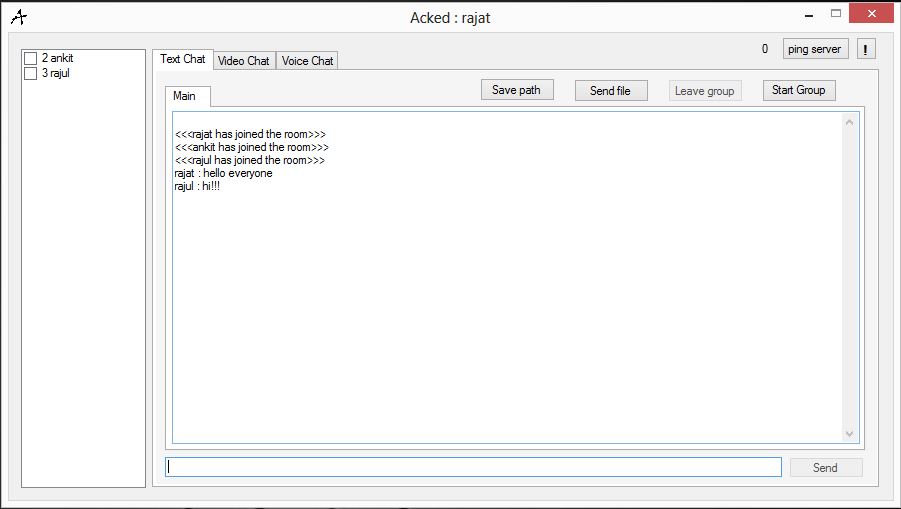 Acked : rajat
2 ankit
3 rajul
0 ping server !
Text Chat Video Chat Voice Chat
Main Save path Send file Leave group Start Group
<<<rajat has joined the room>>>
<<<ankit has joined the room>>>
<<<rajul has joined the room>>>
rajat : hello everyone
rajul : hi!!!
Send